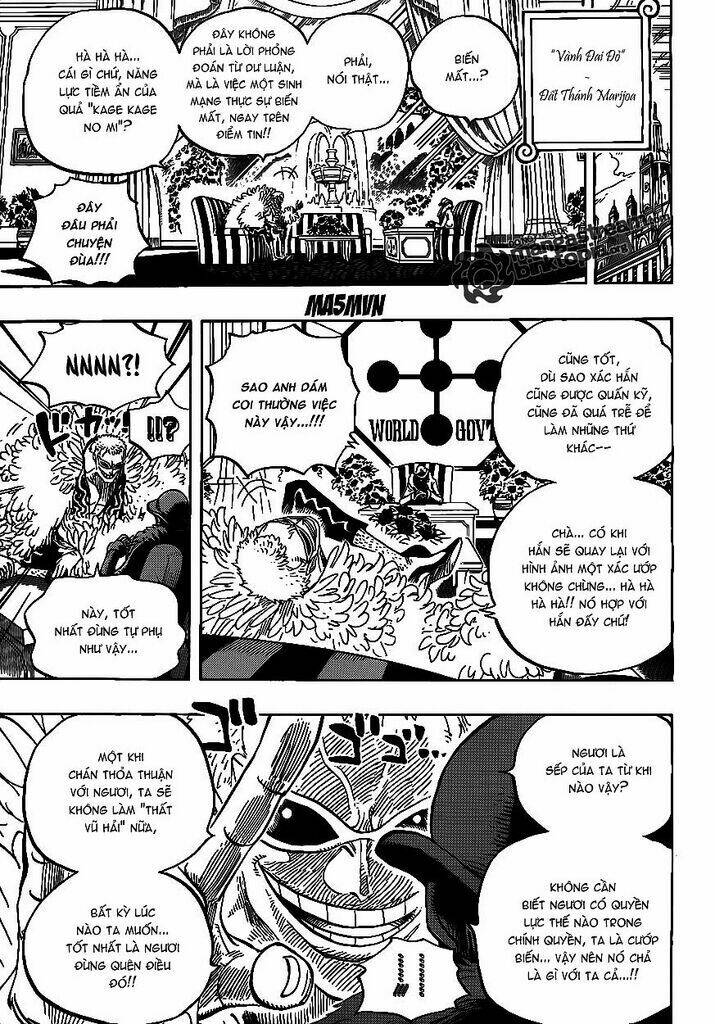 "Vành Đai Đỏ"
~
Đất Thánh Marijoa
BIẾN
MẤT...?
PHẢI,
NÓI THẬT...
ĐÂY KHÔNG
PHẢI LÀ LỜI PHỎNG
ĐOÁN TỪ DƯ LUẬN,
MÀ LÀ VIỆC MỘT SINH
MẠNG THỰC SỰ BIẾN
MẤT, NGAY TRÊN
ĐIỂM TIN!!
HÀ HÀ HÀ...
CÁI GÌ CHỨ, NĂNG
LỰC TIỀM ẨN CỦA
QUẢ "KAGE KAGE
NO MI"?
ĐÂY
ĐÂU PHẢI
CHUYỆN
ĐÙA!!!
mangastream
MA5MVN
CŨNG TỐT,
DÙ SAO XÁC HẮN
CŨNG ĐƯỢC QUẤN KỸ,
CŨNG ĐÃ QUÁ TRỄ ĐỂ
LÀM NHỮNG THỨ
KHÁC--
WORLD GOVT
SAO ANH DÁM
COI THƯỜNG VIỆC
NÀY VẬY...!!!
CHÀ... CÓ KHI
HẮN SẼ QUAY LẠI VỚI
HÌNH ẢNH MỘT XÁC ƯỚP
KHÔNG CHỪNG... HÀ HÀ
HÀ HÀ!! NÓ HỢP VỚI
HẮN ĐẤY CHỨ!
NNNN?!
!!?
ドカッ
NÀY, TỐT
NHẤT ĐỪNG TỰ PHỤ
NHƯ VẬY...
NGƯƠI LÀ
SẾP CỦA TA TỪ KHI
NÀO VẬY?
ゴゴゴ
MỘT KHI
CHÁN THỎA THUẬN
VỚI NGƯƠI, TA SẼ
KHÔNG LÀM "THẤT
VŨ HẢI" NỮA,
KHÔNG CẦN
BIẾT NGƯƠI CÓ QUYỀN
LỰC THẾ NÀO TRONG
CHÍNH QUYỀN, TA LÀ CƯỚP
BIỂN... VẬY NÊN NÓ CHẢ
LÀ GÌ VỚI TA CẢ...!!
BẤT KỲ LÚC
NÀO TA MUỐN...
TỐT NHẤT LÀ NGƯƠI
ĐỪNG QUÊN ĐIỀU
ĐÓ!!